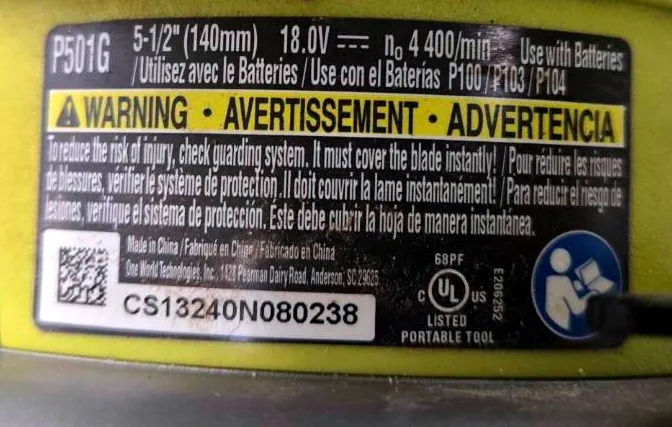 P501G 5-1/2" (140mm) 18.0V ⎓ n₀ 4 400/min Use with Batteries
/Utilisez avec le Batteries / Use con el Baterías P100 / P103 / P104
WARNING • AVERTISSEMENT • ADVERTENCIA
To reduce the risk of injury, check guarding system. It must cover the blade instantly! / Pour réduire les risques
de blessures, vérifier le système de protection. Il doit couvrir la lame instantanément! / Para reducir el riesgo de
lesiones, verifique el sistema de protección. Este debe cubrir la hoja de manera instantánea.
Made in China / Fabriqué en Chine / Fabricado en China
One World Technologies, Inc. 1428 Pearman Dairy Road, Anderson, SC 29625
CS13240N080238
68PF
C UL US
LISTED
PORTABLE TOOL
E206252